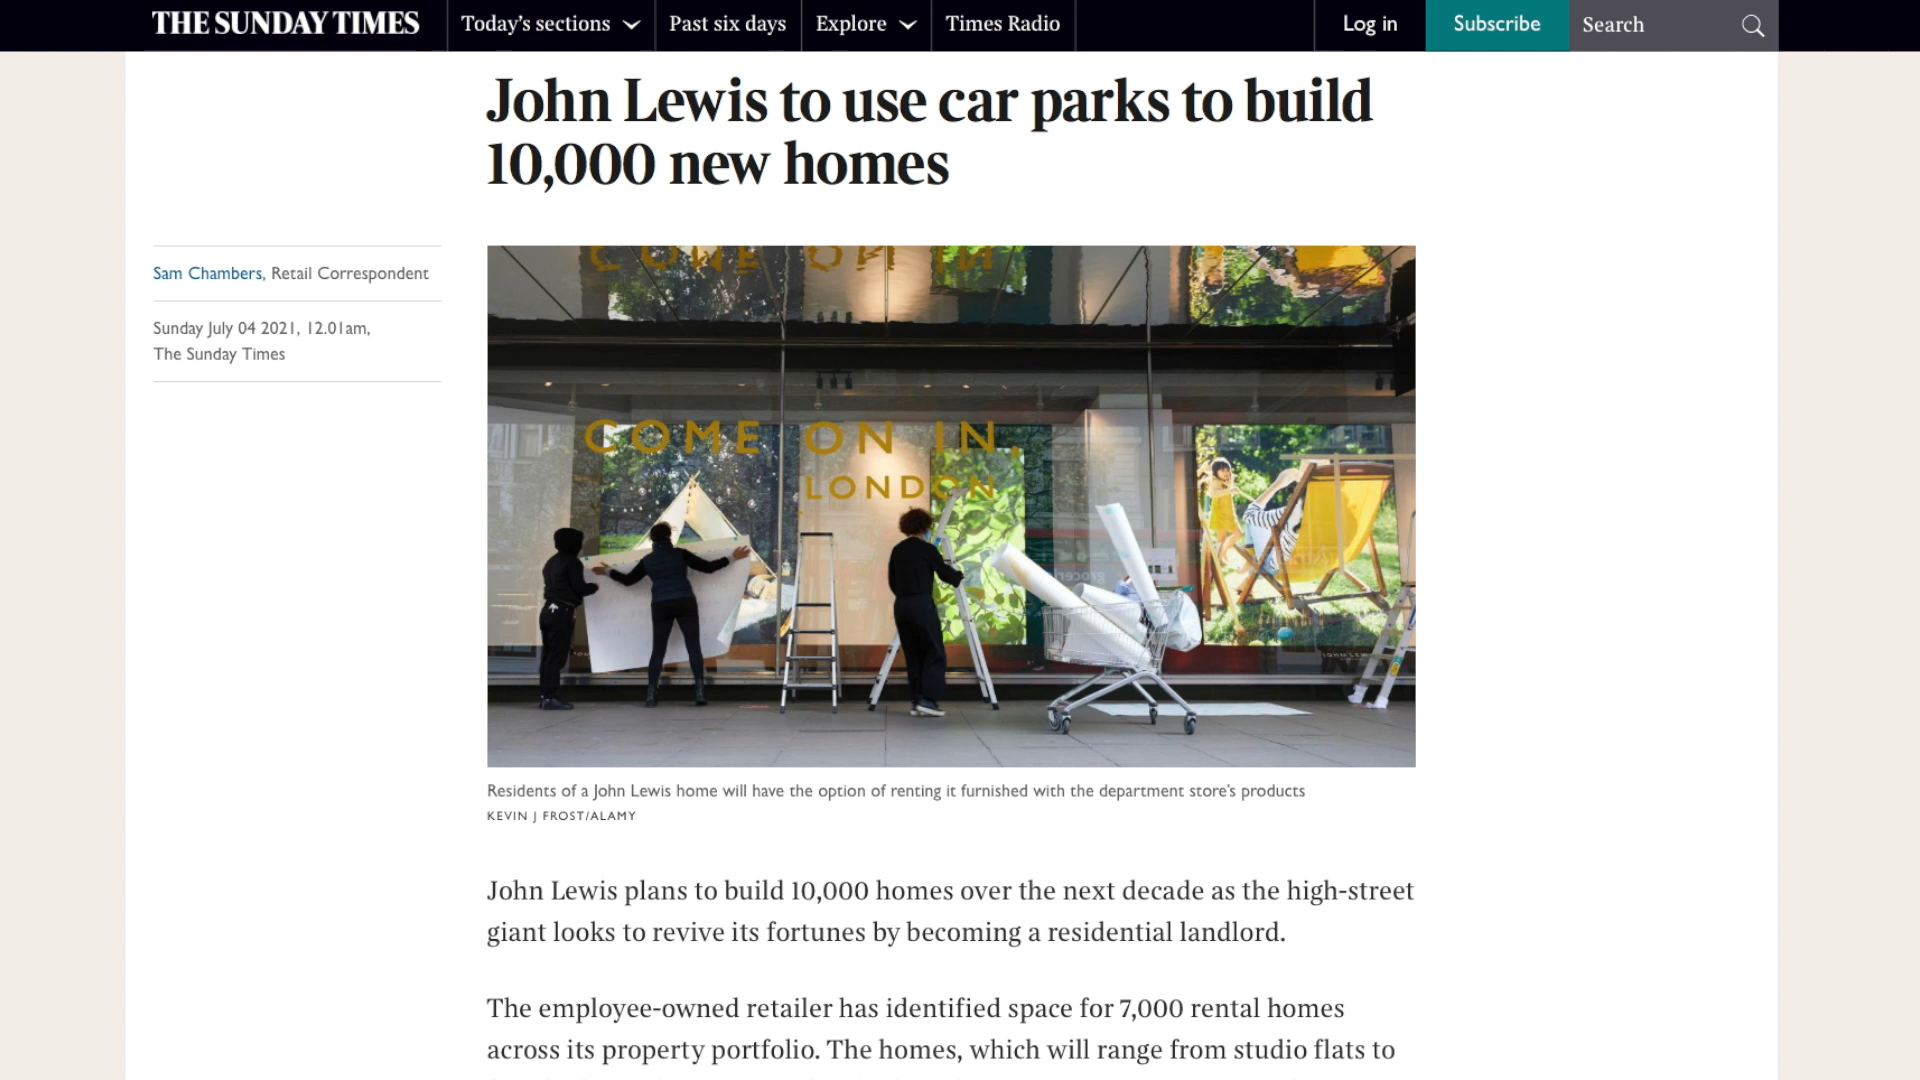 THE SUNDAY TIMES
Today's sections
Past six days
Explore
Times Radio
Log in
Subscribe
Search
John Lewis to use car parks to build
10,000 new homes
Sam Chambers, Retail Correspondent
Sunday July 04 2021, 12.01am,
The Sunday Times
COME ON IN
COME ON IN,
LONDON
Residents of a John Lewis home will have the option of renting it furnished with the department store's products
KEVIN J FROST/ALAMY
John Lewis plans to build 10,000 homes over the next decade as the high-street
giant looks to revive its fortunes by becoming a residential landlord.
The employee-owned retailer has identified space for 7,000 rental homes
across its property portfolio. The homes, which will range from studio flats to